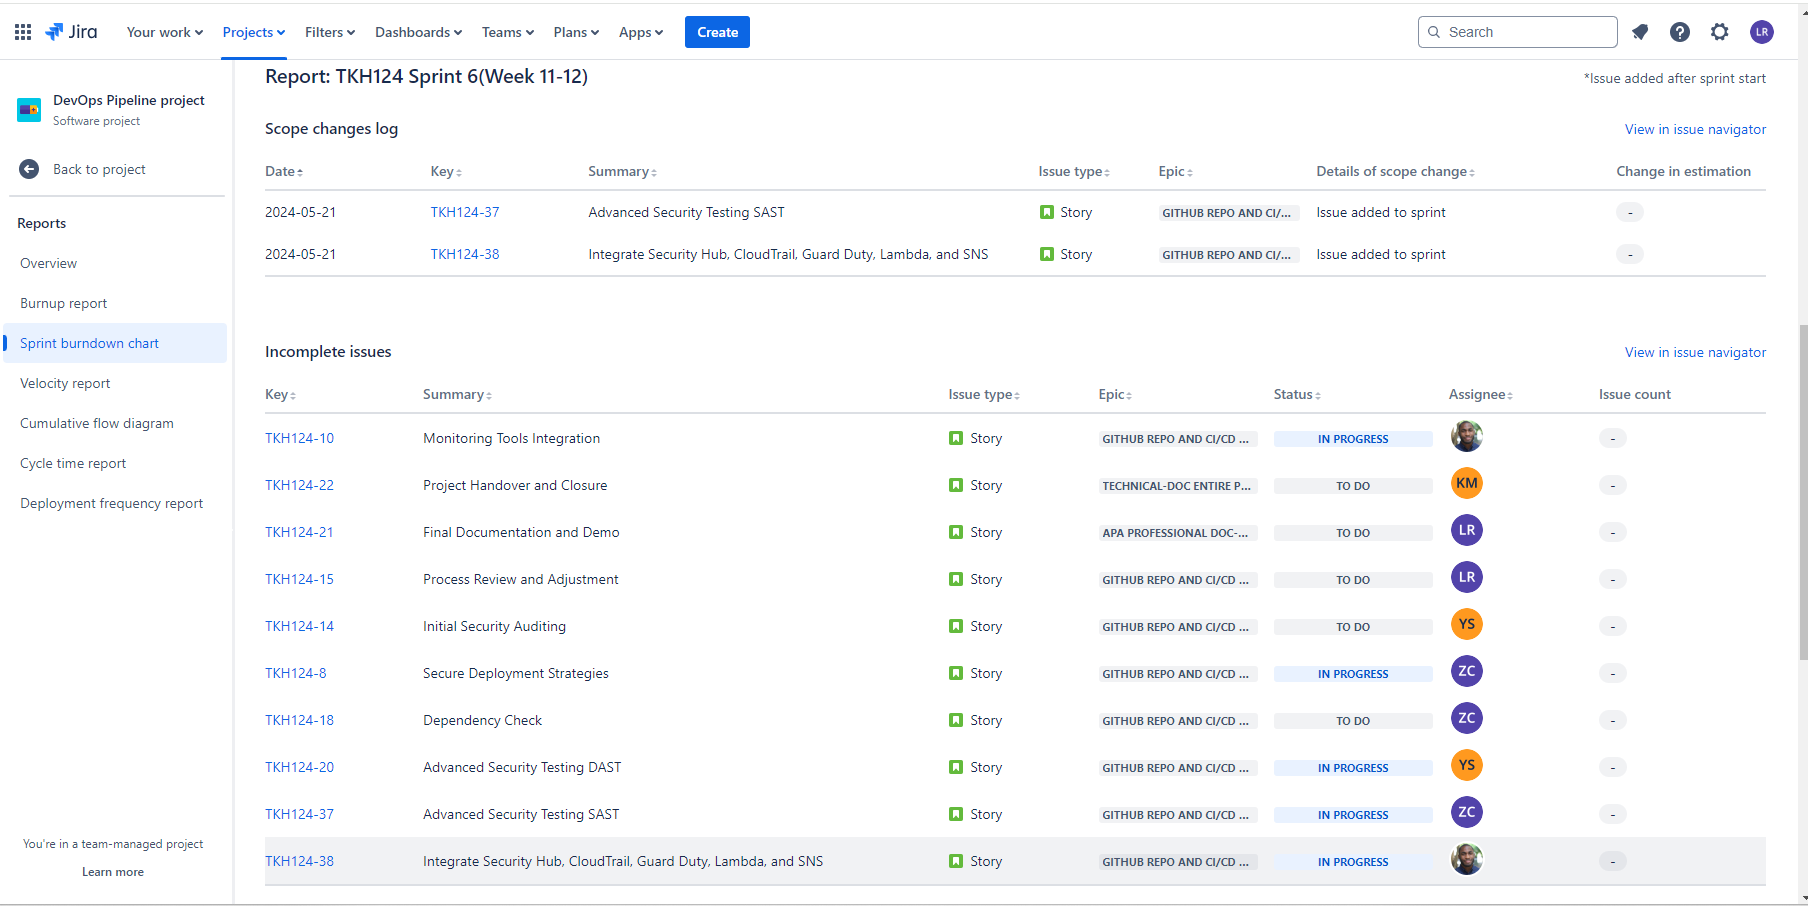 Jira Your work Projects Filters Dashboards Teams Plans Apps Create Search LR
Report: TKH124 Sprint 6(Week 11-12)
*Issue added after sprint start
DevOps Pipeline project
Software project
Back to project
Reports
Overview
Burnup report
Sprint burndown chart
Velocity report
Cumulative flow diagram
Cycle time report
Deployment frequency report
You're in a team-managed project
Learn more
Scope changes log View in issue navigator
Date Key Summary Issue type Epic Details of scope change Change in estimation
2024-05-21 TKH124-37 Advanced Security Testing SAST Story GITHUB REPO AND CI/... Issue added to sprint -
2024-05-21 TKH124-38 Integrate Security Hub, CloudTrail, Guard Duty, Lambda, and SNS Story GITHUB REPO AND CI/... Issue added to sprint -
Incomplete issues View in issue navigator
Key Summary Issue type Epic Status Assignee Issue count
TKH124-10 Monitoring Tools Integration Story GITHUB REPO AND CI/CD ... IN PROGRESS -
TKH124-22 Project Handover and Closure Story TECHNICAL-DOC ENTIRE P... TO DO KM -
TKH124-21 Final Documentation and Demo Story APA PROFESSIONAL DOC-... TO DO LR -
TKH124-15 Process Review and Adjustment Story GITHUB REPO AND CI/CD ... TO DO LR -
TKH124-14 Initial Security Auditing Story GITHUB REPO AND CI/CD ... TO DO YS -
TKH124-8 Secure Deployment Strategies Story GITHUB REPO AND CI/CD ... IN PROGRESS ZC -
TKH124-18 Dependency Check Story GITHUB REPO AND CI/CD ... TO DO ZC -
TKH124-20 Advanced Security Testing DAST Story GITHUB REPO AND CI/CD ... IN PROGRESS YS -
TKH124-37 Advanced Security Testing SAST Story GITHUB REPO AND CI/CD ... IN PROGRESS ZC -
TKH124-38 Integrate Security Hub, CloudTrail, Guard Duty, Lambda, and SNS Story GITHUB REPO AND CI/CD ... IN PROGRESS -